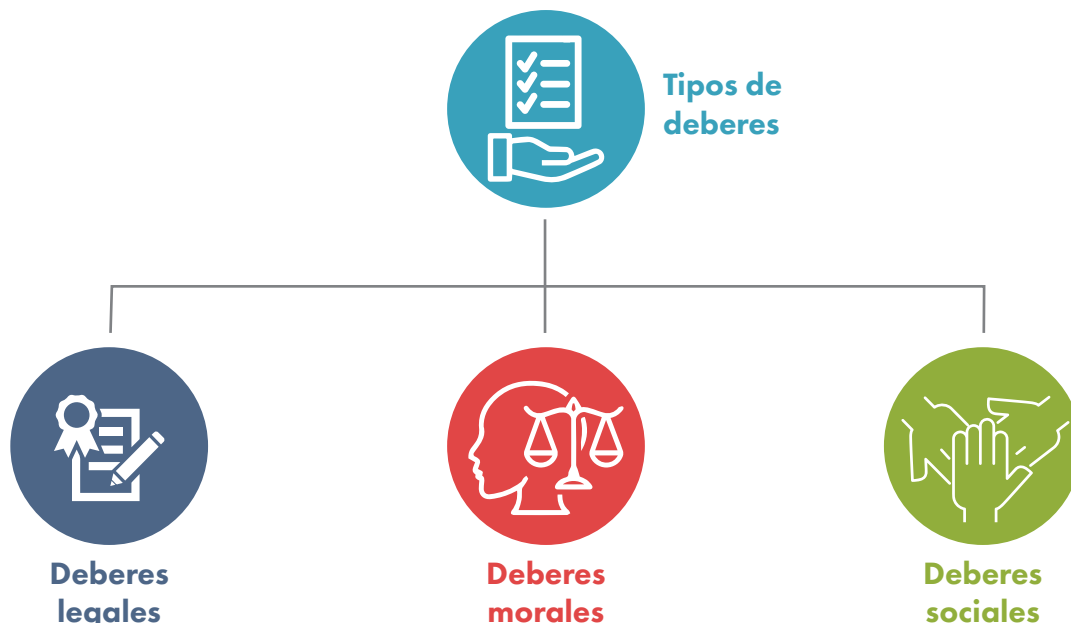 Tipos de
deberes
Deberes
legales
Deberes
morales
Deberes
sociales